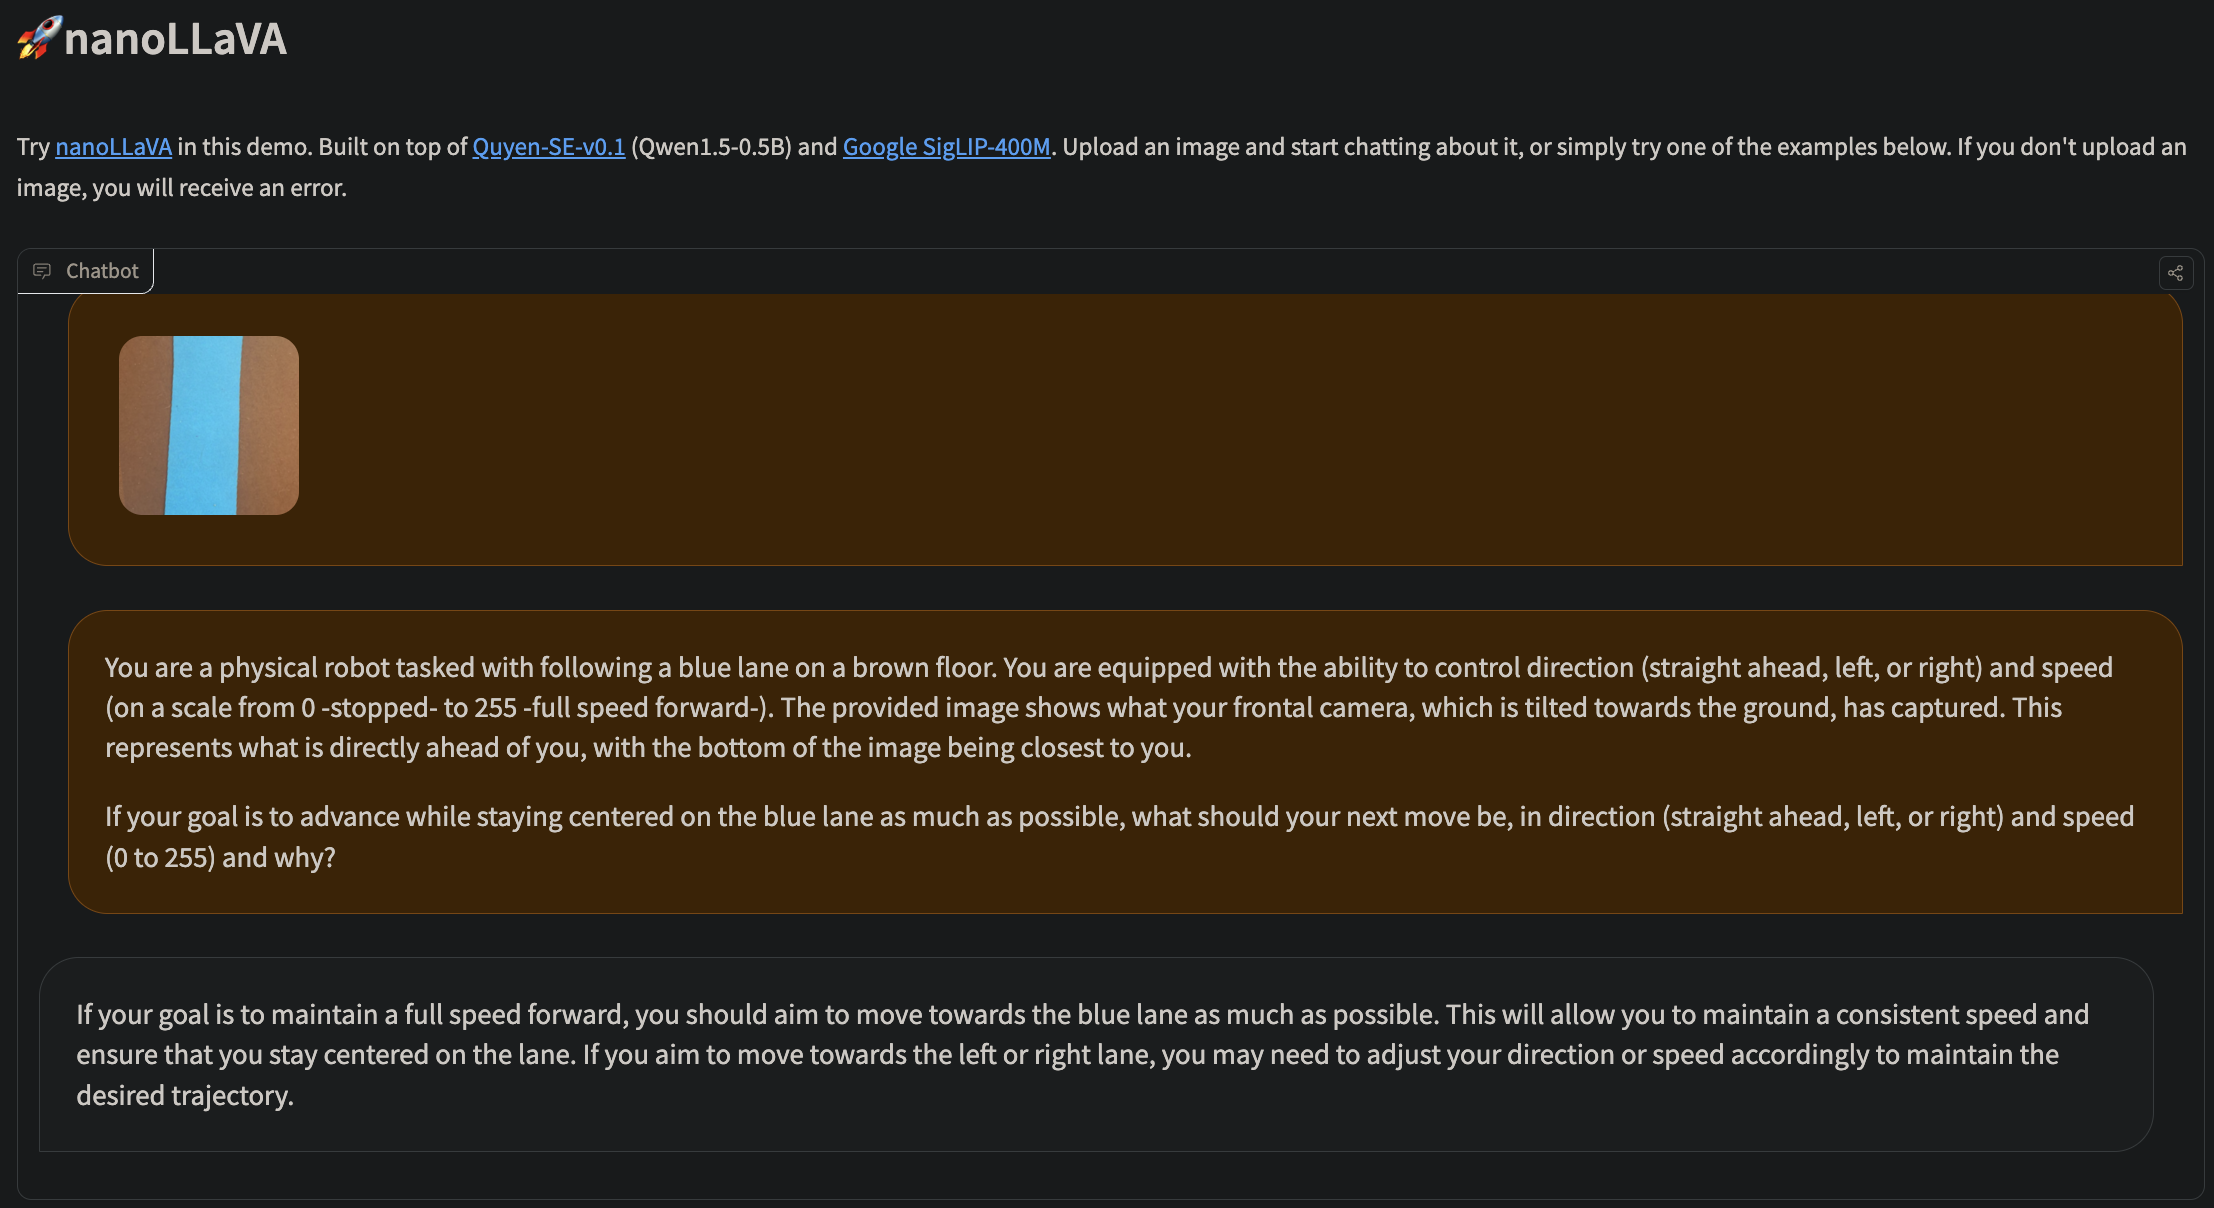 🚀nanoLLaVA
Try nanoLLaVA in this demo. Built on top of Quyen-SE-v0.1 (Qwen1.5-0.5B) and Google SigLIP-400M. Upload an image and start chatting about it, or simply try one of the examples below. If you don't upload an
image, you will receive an error.
Chatbot
You are a physical robot tasked with following a blue lane on a brown floor. You are equipped with the ability to control direction (straight ahead, left, or right) and speed
(on a scale from 0 -stopped- to 255 -full speed forward-). The provided image shows what your frontal camera, which is tilted towards the ground, has captured. This
represents what is directly ahead of you, with the bottom of the image being closest to you.
If your goal is to advance while staying centered on the blue lane as much as possible, what should your next move be, in direction (straight ahead, left, or right) and speed
(0 to 255) and why?
If your goal is to maintain a full speed forward, you should aim to move towards the blue lane as much as possible. This will allow you to maintain a consistent speed and
ensure that you stay centered on the lane. If you aim to move towards the left or right lane, you may need to adjust your direction or speed accordingly to maintain the
desired trajectory.